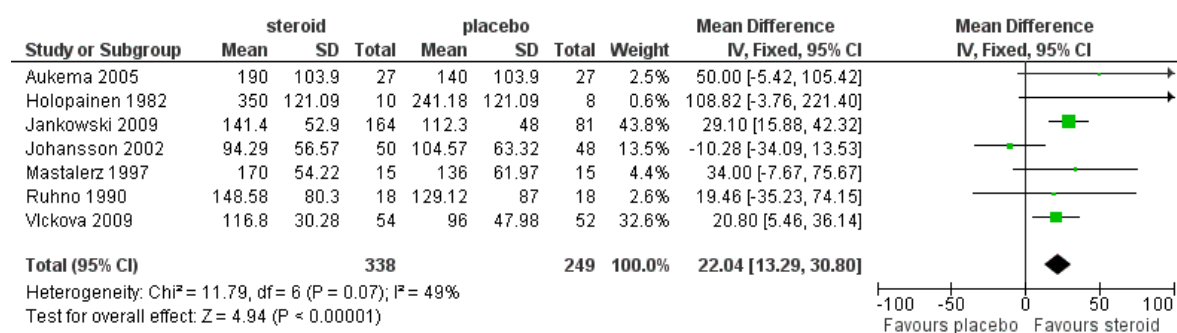 steroid placebo Mean Difference Mean Difference
Study or Subgroup Mean SD Total Mean SD Total Weight IV, Fixed, 95% CI IV, Fixed, 95% CI
Aukema 2005 190 103.9 27 140 103.9 27 2.5% 50.00 [-5.42, 105.42]
Holopainen 1982 350 121.09 10 241.18 121.09 8 0.6% 108.82 [-3.76, 221.40]
Jankowski 2009 141.4 52.9 164 112.3 48 81 43.8% 29.10 [15.88, 42.32]
Johansson 2002 94.29 56.57 50 104.57 63.32 48 13.5% -10.28 [-34.09, 13.53]
Mastalerz 1997 170 54.22 15 136 61.97 15 4.4% 34.00 [-7.67, 75.67]
Ruhno 1990 148.58 80.3 18 129.12 87 18 2.6% 19.46 [-35.23, 74.15]
Vlckova 2009 116.8 30.28 54 96 47.98 52 32.6% 20.80 [5.46, 36.14]
Total (95% CI) 338 249 100.0% 22.04 [13.29, 30.80]
Heterogeneity: Chi² = 11.79, df = 6 (P = 0.07); I² = 49%
Test for overall effect: Z = 4.94 (P < 0.00001)
-100 -50 0 50 100
Favours placebo Favours steroid